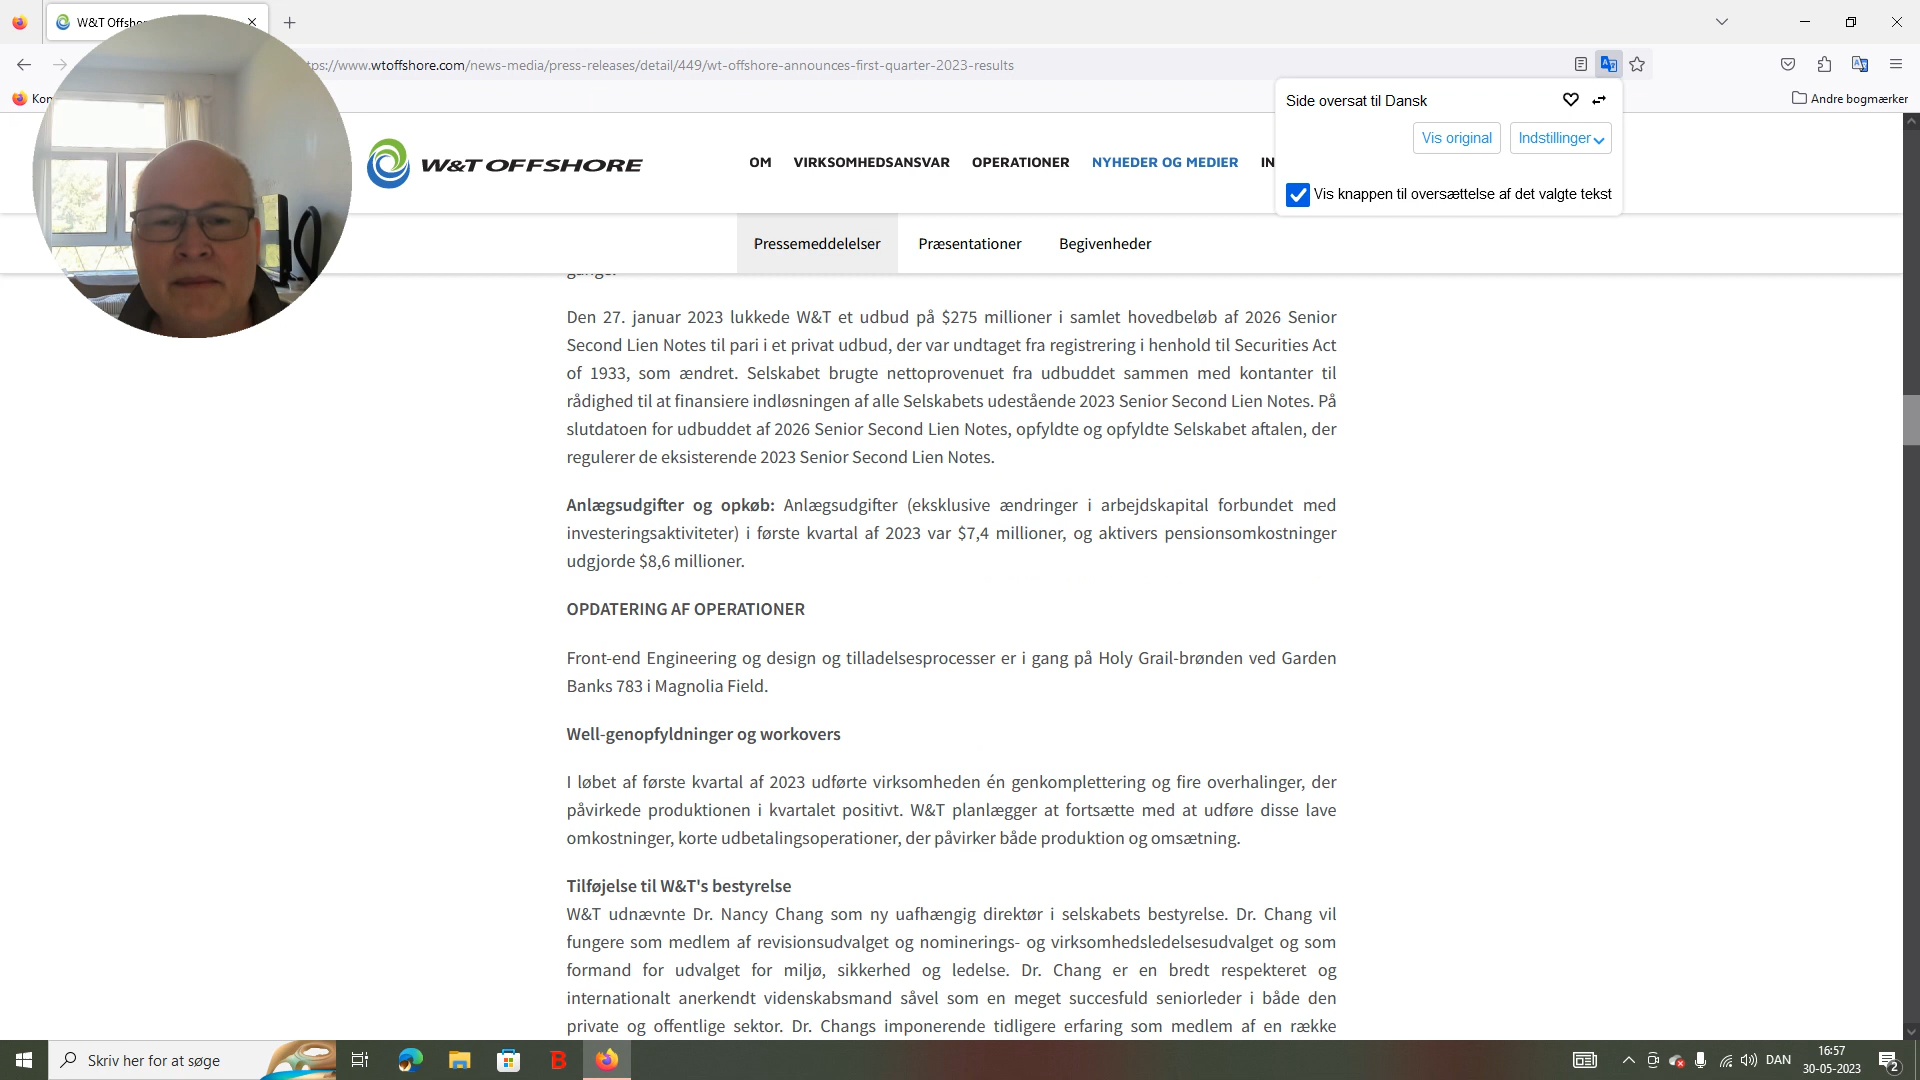 W&T Offshor
tps://www.wtoffshore.com/news-media/press-releases/detail/449/wt-offshore-announces-first-quarter-2023-results
Kon
Andre bogmærker
Side oversat til Dansk
Vis original
Indstillinger
Vis knappen til oversættelse af det valgte tekst
W&T OFFSHORE
OM VIRKSOMHEDSANSVAR OPERATIONER NYHEDER OG MEDIER IN
Pressemeddelelser Præsentationer Begivenheder
Den 27. januar 2023 lukkede W&T et udbud på $275 millioner i samlet hovedbeløb af 2026 Senior
Second Lien Notes til pari i et privat udbud, der var undtaget fra registrering i henhold til Securities Act
of 1933, som ændret. Selskabet brugte nettoprovenuet fra udbuddet sammen med kontanter til
rådighed til at finansiere indløsningen af alle Selskabets udestående 2023 Senior Second Lien Notes. På
slutdatoen for udbuddet af 2026 Senior Second Lien Notes, opfyldte og opfyldte Selskabet aftalen, der
regulerer de eksisterende 2023 Senior Second Lien Notes.
Anlægsudgifter og opkøb: Anlægsudgifter (eksklusive ændringer i arbejdskapital forbundet med
investeringsaktiviteter) i første kvartal af 2023 var $7,4 millioner, og aktivers pensionsomkostninger
udgjorde $8,6 millioner.
OPDATERING AF OPERATIONER
Front-end Engineering og design og tilladelsesprocesser er i gang på Holy Grail-brønden ved Garden
Banks 783 i Magnolia Field.
Well-genopfyldninger og workovers
I løbet af første kvartal af 2023 udførte virksomheden én genkomplettering og fire overhalinger, der
påvirkede produktionen i kvartalet positivt. W&T planlægger at fortsætte med at udføre disse lave
omkostninger, korte udbetalingsoperationer, der påvirker både produktion og omsætning.
Tilføjelse til W&T's bestyrelse
W&T udnævnte Dr. Nancy Chang som ny uafhængig direktør i selskabets bestyrelse. Dr. Chang vil
fungere som medlem af revisionsudvalget og nominerings- og virksomhedsledelsesudvalget og som
formand for udvalget for miljø, sikkerhed og ledelse. Dr. Chang er en bredt respekteret og
internationalt anerkendt videnskabsmand såvel som en meget succesfuld seniorleder i både den
private og offentlige sektor. Dr. Changs imponerende tidligere erfaring som medlem af en række
Skriv her for at søge
B
DAN
16:57
30-05-2023
2